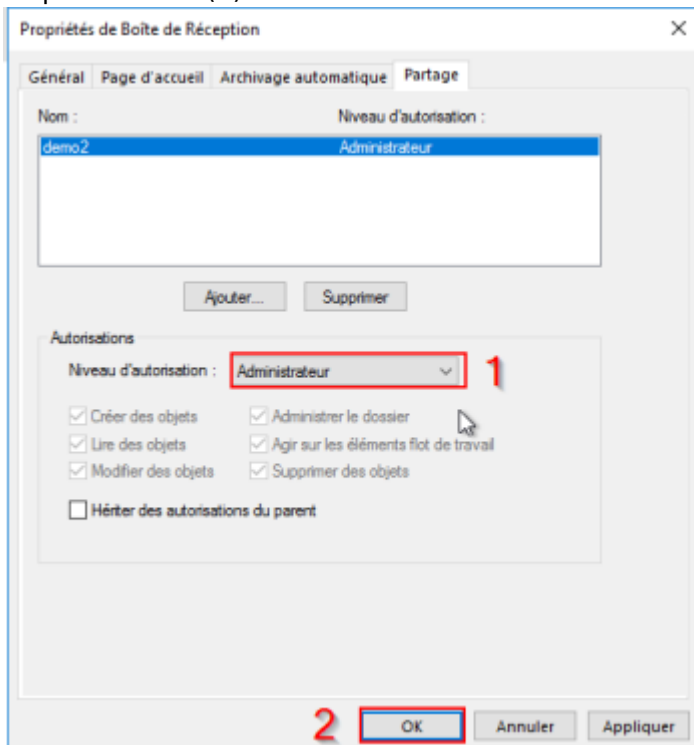 Propriétés de Boîte de Réception
Général Page d'accueil Archivage automatique Partage
Nom : Niveau d'autorisation :
demo2 Administrateur
Ajouter... Supprimer
Autorisations
Niveau d'autorisation : Administrateur 1
Créer des objets Administrer le dossier
Lire des objets Agir sur les éléments flot de travail
Modifier des objets Supprimer des objets
Hériter des autorisations du parent
2 OK Annuler Appliquer